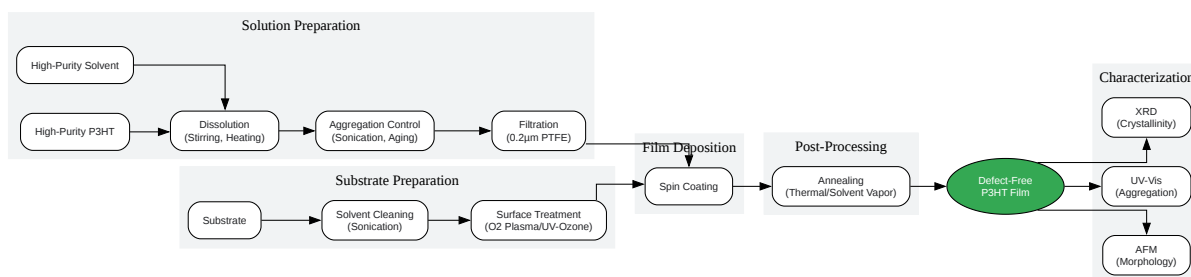 Solution Preparation
High-Purity Solvent
High-Purity P3HT
Dissolution
(Stirring, Heating)
Aggregation Control
(Sonication, Aging)
Filtration
(0.2µm PTFE)
Substrate Preparation
Substrate
Solvent Cleaning
(Sonication)
Surface Treatment
(O2 Plasma/UV-Ozone)
Film Deposition
Spin Coating
Post-Processing
Annealing
(Thermal/Solvent Vapor)
Defect-Free
P3HT Film
Characterization
XRD
(Crystallinity)
UV-Vis
(Aggregation)
AFM
(Morphology)